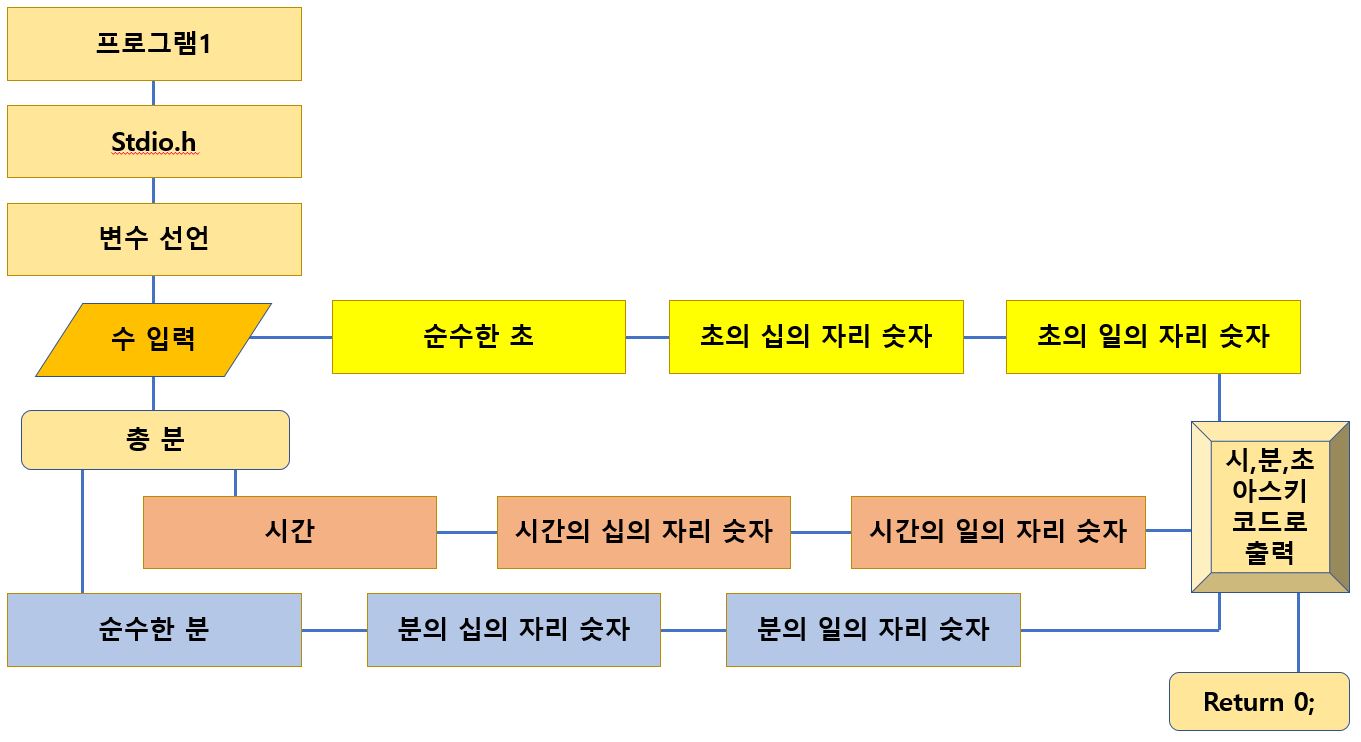 프로그램1
Stdio.h
변수 선언
수 입력
순수한 초
초의 십의 자리 숫자
초의 일의 자리 숫자
총 분
시,분,초
아스키
코드로
출력
시간
시간의 십의 자리 숫자
시간의 일의 자리 숫자
순수한 분
분의 십의 자리 숫자
분의 일의 자리 숫자
Return 0;